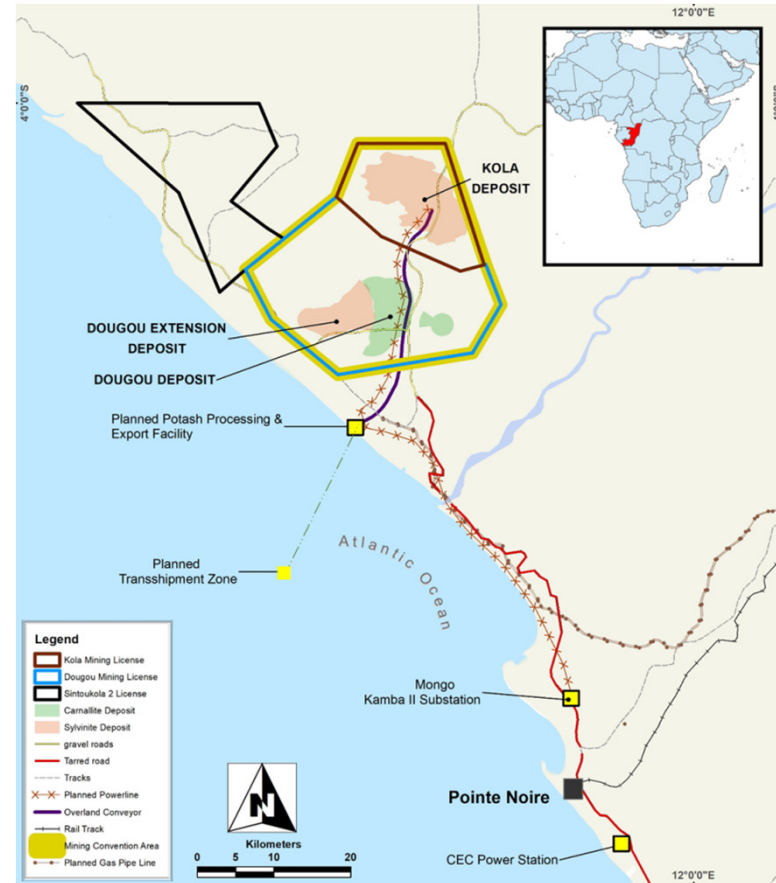 12°0'0"E
4°0'0"S
KOLA
DEPOSIT
DOUGOU EXTENSION
DEPOSIT
DOUGOU DEPOSIT
Planned Potash Processing &
Export Facility
Planned
Transshipment Zone
Atlantic Ocean
Mongo
Kamba II Substation
Pointe Noire
CEC Power Station
Legend
Kola Mining License
Dougou Mining License
Sintoukola 2 License
Carnallite Deposit
Sylvinite Deposit
gravel roads
Tarred road
Tracks
Planned Powerline
Overland Conveyor
Rail Track
Mining Convention Area
Planned Gas Pipe Line
N
Kilometers
0 5 10 20
12°0'0"E